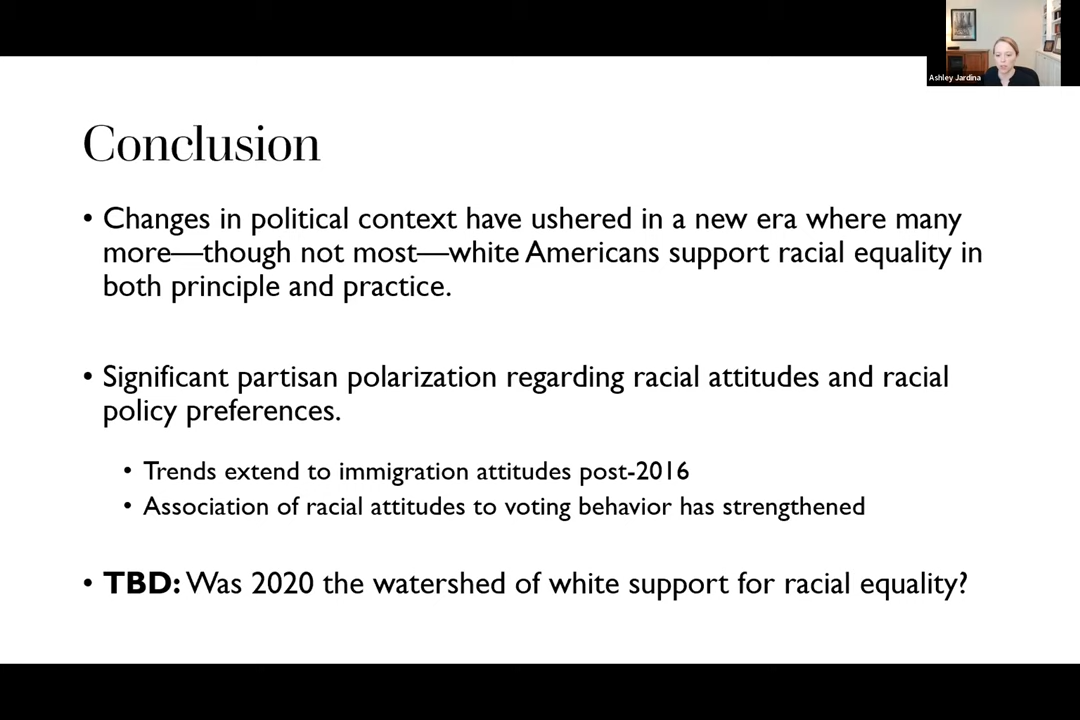 Ashley Jardina
Conclusion
• Changes in political context have ushered in a new era where many
more—though not most—white Americans support racial equality in
both principle and practice.
• Significant partisan polarization regarding racial attitudes and racial
policy preferences.
• Trends extend to immigration attitudes post-2016
• Association of racial attitudes to voting behavior has strengthened
• TBD: Was 2020 the watershed of white support for racial equality?